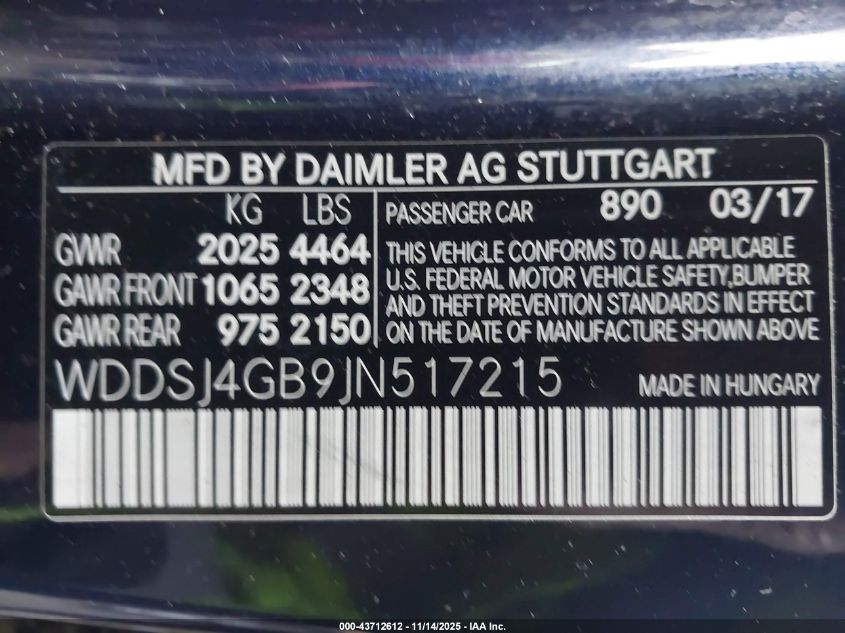 MFD BY DAIMLER AG STUTTGART
KG LBS
GVWR 2025 4464
GAWR FRONT 1065 2348
GAWR REAR 975 2150
PASSENGER CAR 890 03/17
THIS VEHICLE CONFORMS TO ALL APPLICABLE
U.S. FEDERAL MOTOR VEHICLE SAFETY,BUMPER
AND THEFT PREVENTION STANDARDS IN EFFECT
ON THE DATE OF MANUFACTURE SHOWN ABOVE
WDDSJ4GB9JN517215 MADE IN HUNGARY
000-43712612 - 11/14/2025 - IAA Inc.